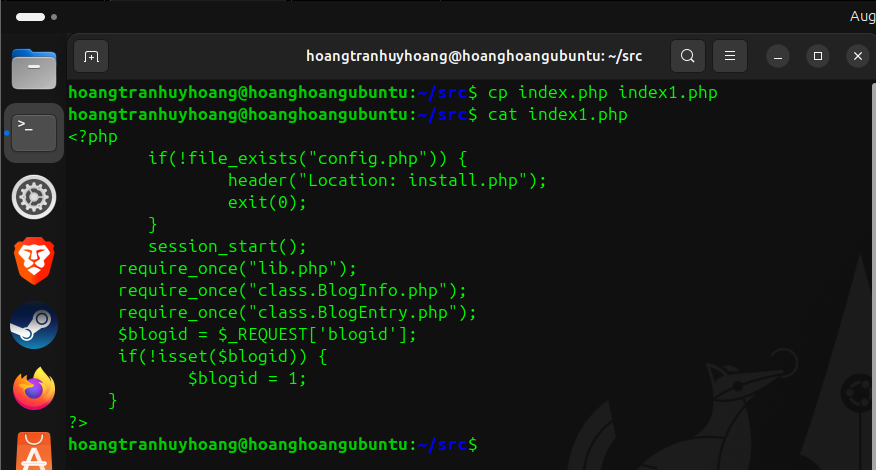 Aug
hoangtranhuyhoang@hoanghoangubuntu: ~/src
hoangtranhuyhoang@hoanghoangubuntu:~/src$ cp index.php index1.php
hoangtranhuyhoang@hoanghoangubuntu:~/src$ cat index1.php
<?php
        if(!file_exists("config.php")) {
                header("Location: install.php");
                exit(0);
        }
        session_start();
     require_once("lib.php");
     require_once("class.BlogInfo.php");
     require_once("class.BlogEntry.php");
     $blogid = $_REQUEST['blogid'];
     if(!isset($blogid)) {
            $blogid = 1;
    }
?>
hoangtranhuyhoang@hoanghoangubuntu:~/src$